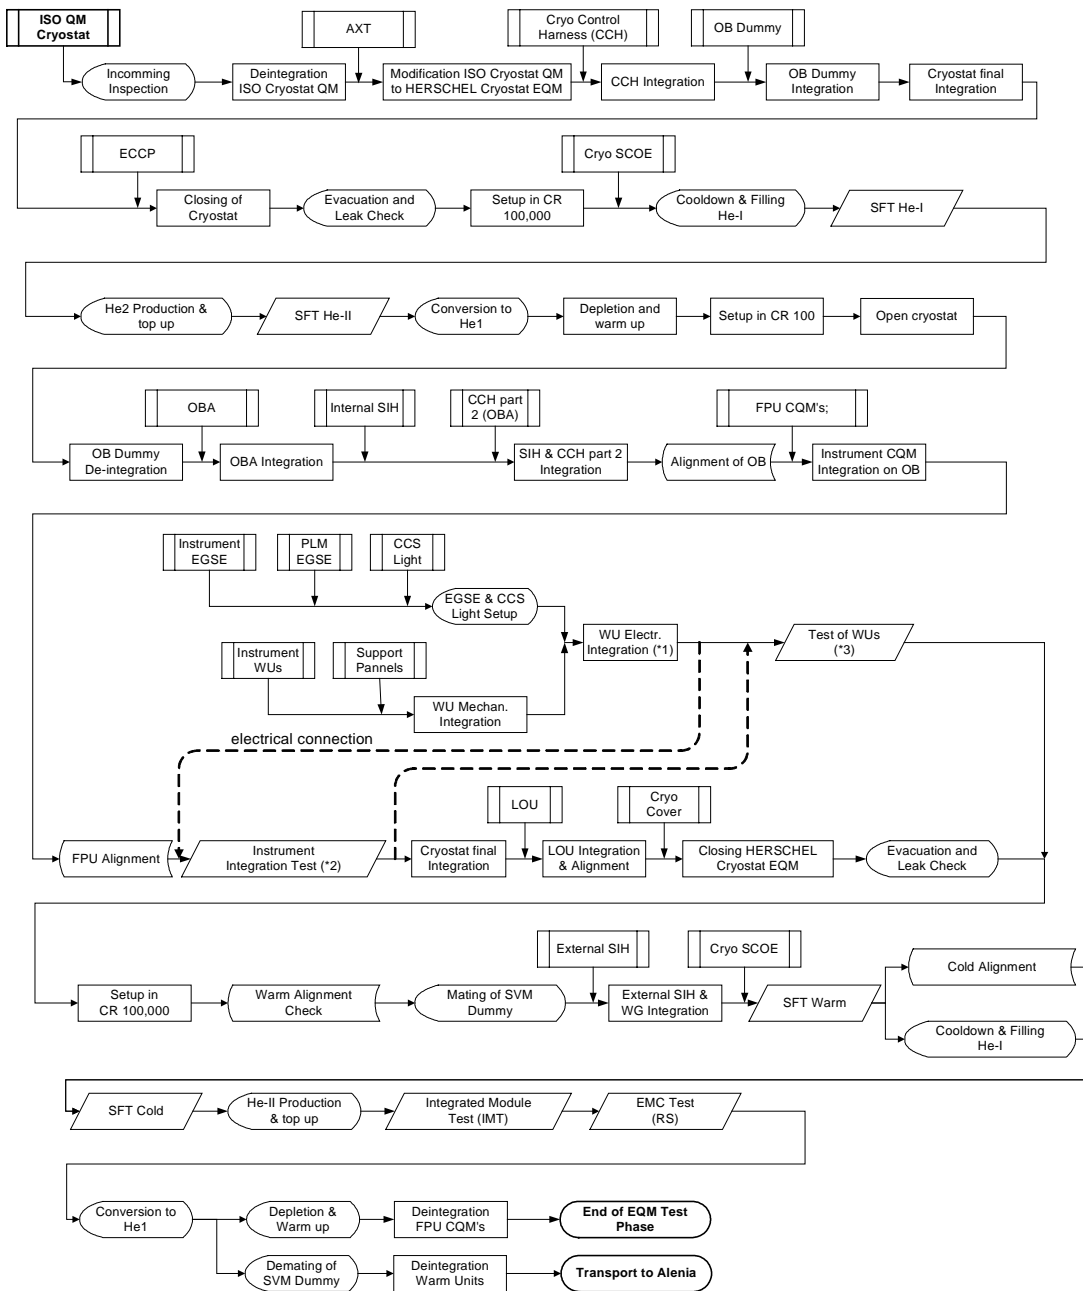 ISO QM
Cryostat
AXT
Cryo Control
Harness (CCH)
OB Dummy
Incomming
Inspection
Deintegration
ISO Cryostat QM
Modification ISO Cryostat QM
to HERSCHEL Cryostat EQM
CCH Integration
OB Dummy
Integration
Cryostat final
Integration
ECCP
Cryo SCOE
Closing of
Cryostat
Evacuation and
Leak Check
Setup in CR
100,000
Cooldown & Filling
He-I
SFT He-I
He2 Production &
top up
SFT He-II
Conversion to
He1
Depletion and
warm up
Setup in CR 100
Open cryostat
OBA
Internal SIH
CCH part
2 (OBA)
FPU CQM's;
OB Dummy
De-integration
OBA Integration
SIH & CCH part 2
Integration
Alignment of OB
Instrument CQM
Integration on OB
Instrument
EGSE
PLM
EGSE
CCS
Light
EGSE & CCS
Light Setup
WU Electr.
Integration (*1)
Test of WUs
(*3)
Instrument
WUs
Support
Pannels
WU Mechan.
Integration
electrical connection
LOU
Cryo
Cover
FPU Alignment
Instrument
Integration Test (*2)
Cryostat final
Integration
LOU Integration
& Alignment
Closing HERSCHEL
Cryostat EQM
Evacuation and
Leak Check
External SIH
Cryo SCOE
Setup in
CR 100,000
Warm Alignment
Check
Mating of SVM
Dummy
External SIH &
WG Integration
SFT Warm
Cold Alignment
Cooldown & Filling
He-I
SFT Cold
He-II Production
& top up
Integrated Module
Test (IMT)
EMC Test
(RS)
Conversion to
He1
Depletion &
Warm up
Deintegration
FPU CQM's
End of EQM Test
Phase
Demating of
SVM Dummy
Deintegration
Warm Units
Transport to Alenia